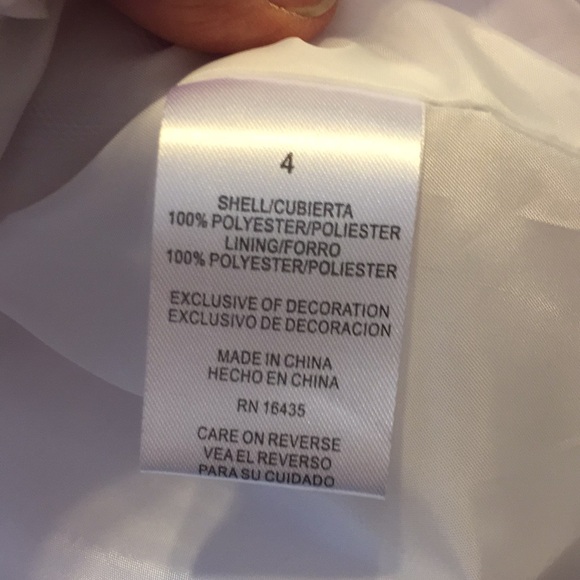 4
SHELL/CUBIERTA
100% POLYESTER/POLIESTER
LINING/FORRO
100% POLYESTER/POLIESTER
EXCLUSIVE OF DECORATION
EXCLUSIVO DE DECORACION
MADE IN CHINA
HECHO EN CHINA
RN 16435
CARE ON REVERSE
VEA EL REVERSO
PARA SU CUIDADO